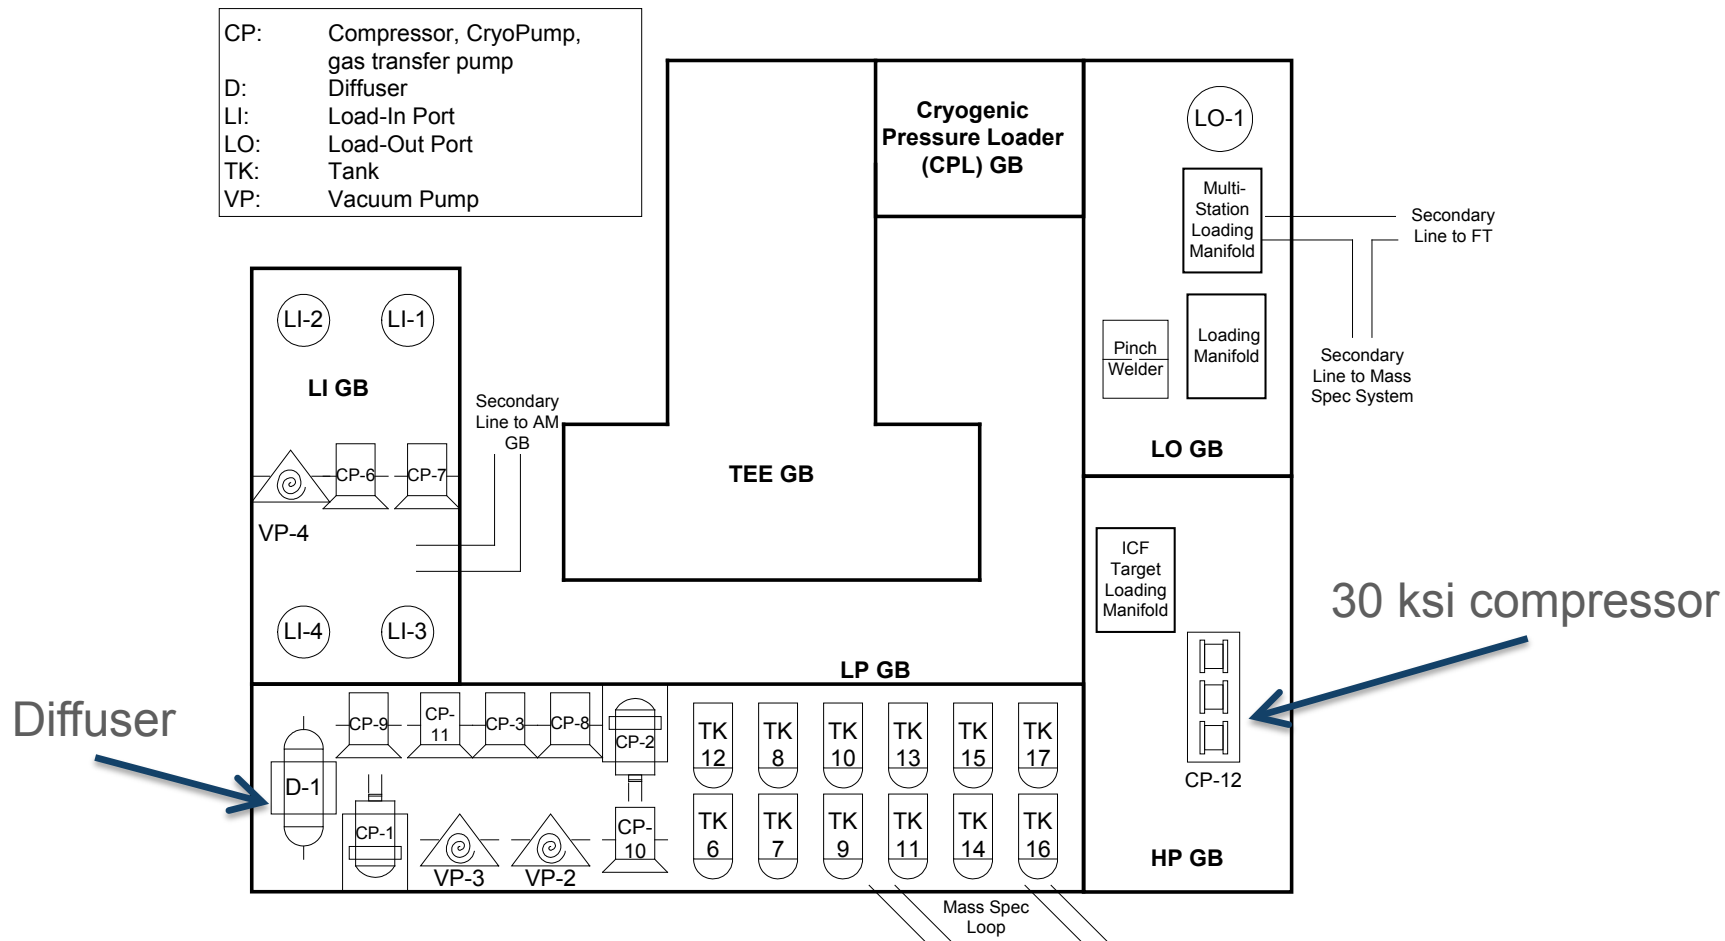 CP: Compressor, CryoPump,
gas transfer pump
D: Diffuser
LI: Load-In Port
LO: Load-Out Port
TK: Tank
VP: Vacuum Pump
Cryogenic
Pressure Loader
(CPL) GB
LO-1
Multi-
Station
Loading
Manifold
Secondary
Line to FT
LI-2
LI-1
LI GB
Pinch
Welder
Loading
Manifold
Secondary
Line to Mass
Spec System
Secondary
Line to AM
GB
LO GB
TEE GB
CP-6
CP-7
VP-4
ICF
Target
Loading
Manifold
30 ksi compressor
LI-4
LI-3
LP GB
Diffuser
CP-9
CP-
11
CP-3
CP-8
CP-2
TK
12
TK
8
TK
10
TK
13
TK
15
TK
17
CP-12
D-1
CP-1
VP-3
VP-2
CP-
10
TK
6
TK
7
TK
9
TK
11
TK
14
TK
16
HP GB
Mass Spec
Loop